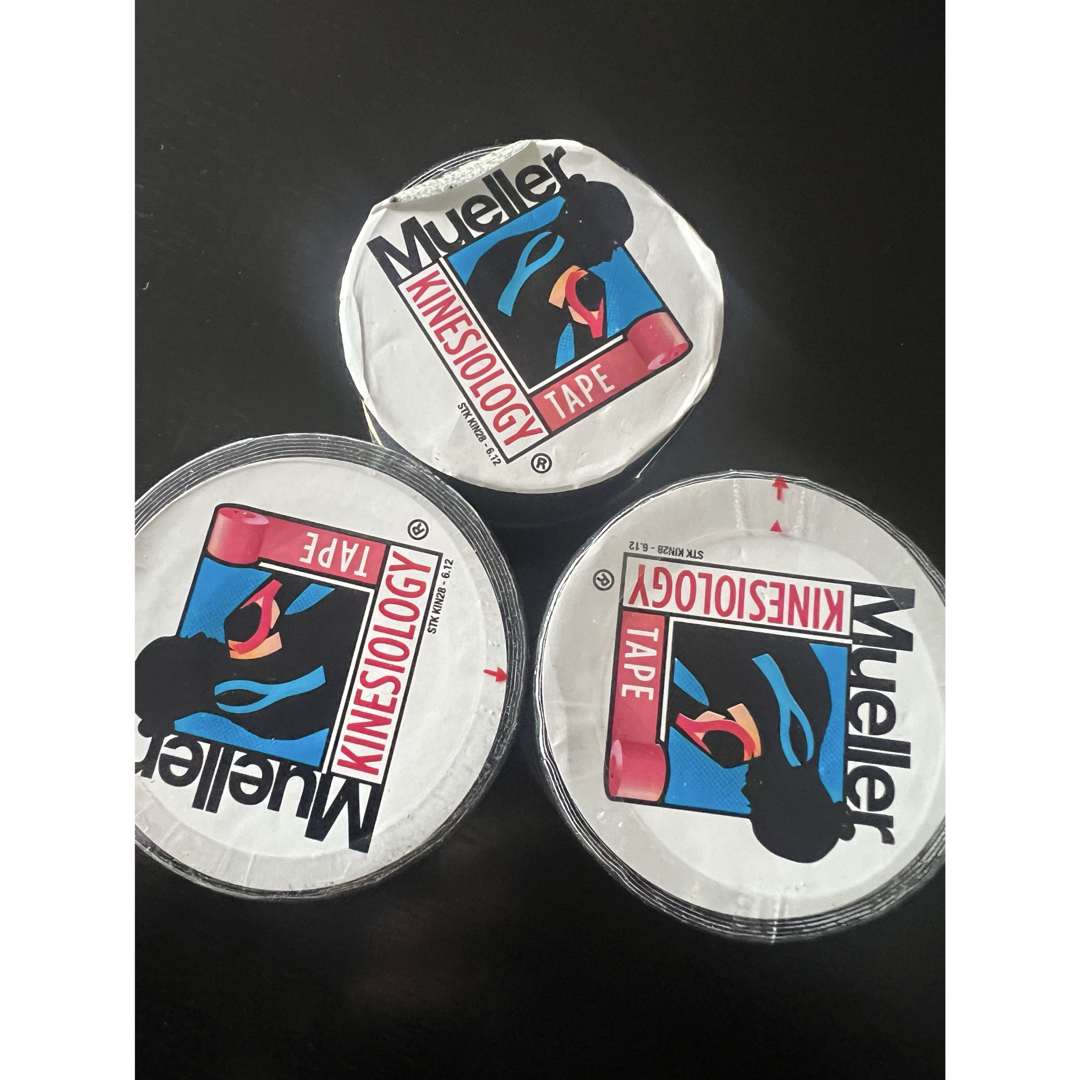 Mueller
KINESIOLOGY
TAPE
®
STK KIN28 - 6.12
TAPE
®
KINESIOLOGY
STK KIN28 - 6.12
Mueller
STK KIN28 - 6.12
®
KINESIOLOGY
TAPE
Mueller